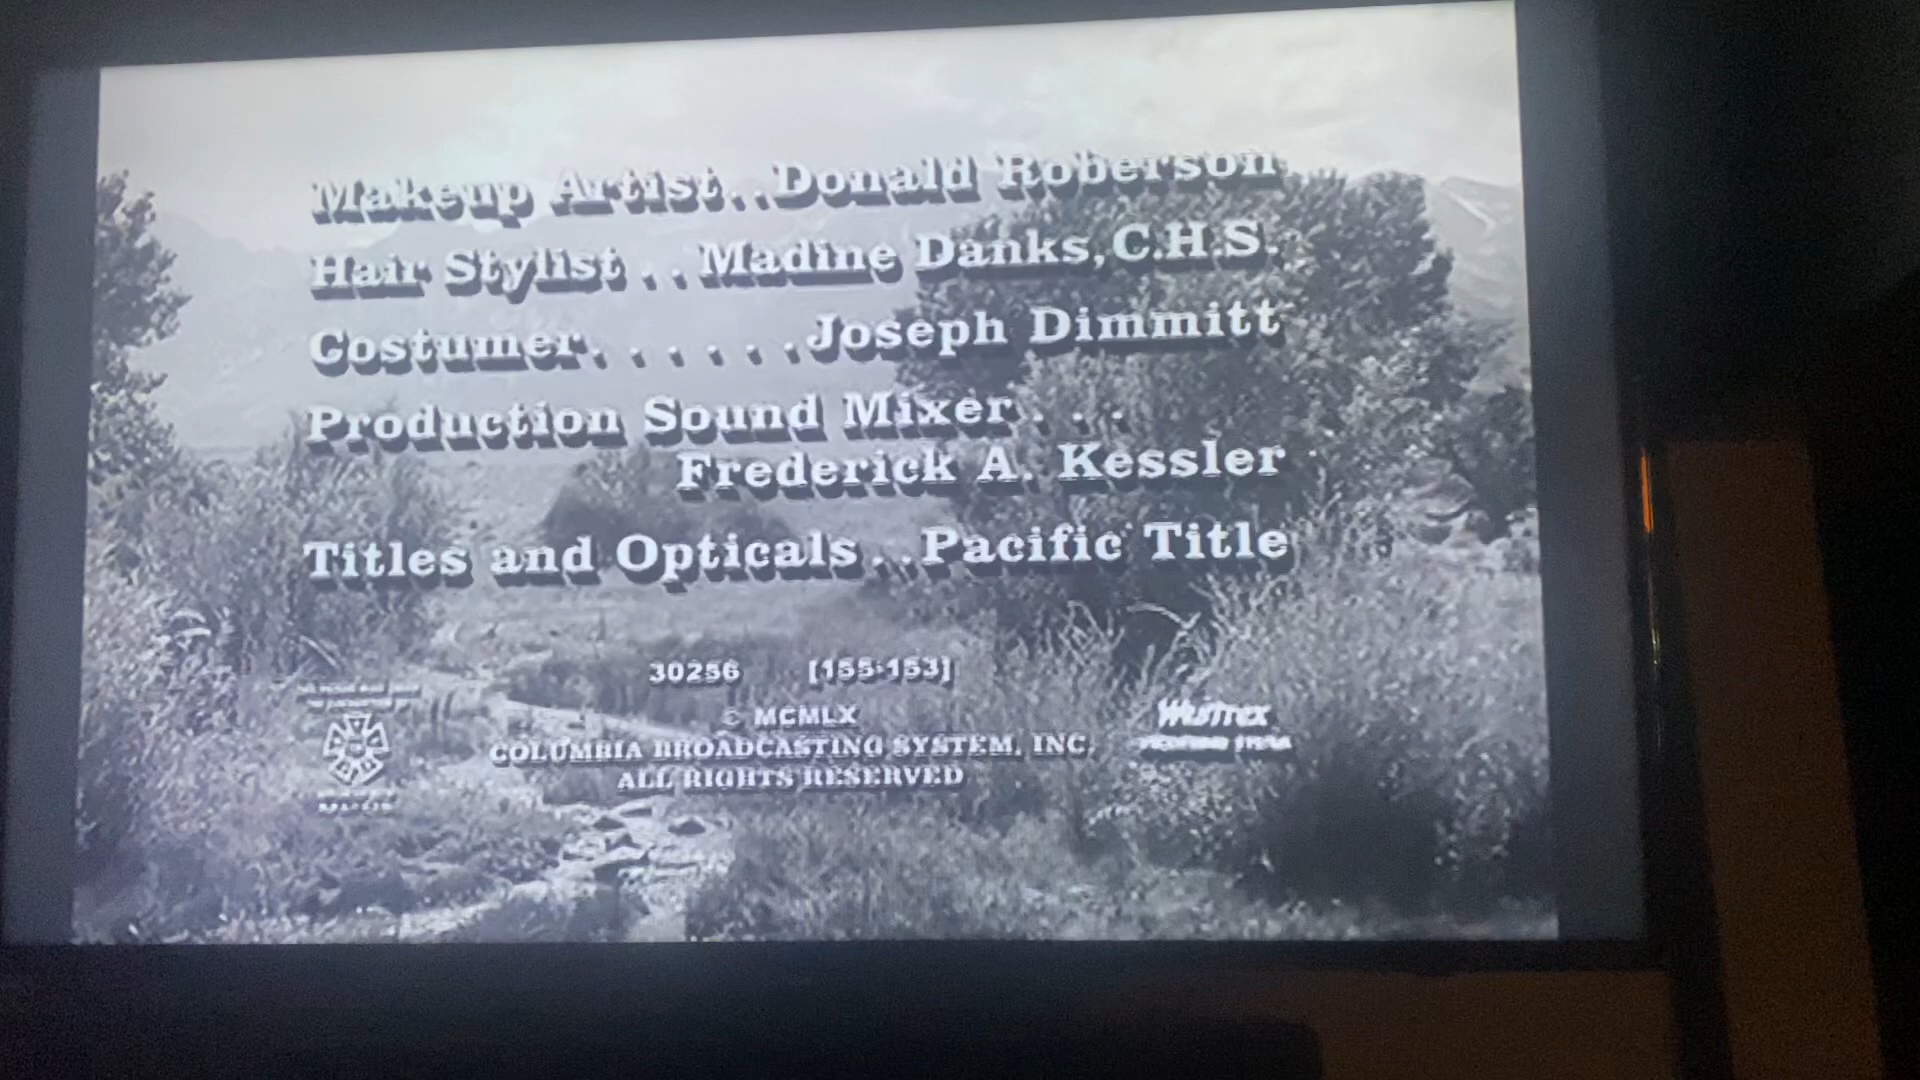 Makeup Artist..Donald Roberson
Hair Stylist . . Madine Danks, C.H.S.
Costumer. . . . . .Joseph Dimmitt
Production Sound Mixer . . .
Frederick A. Kessler
Titles and Opticals . . Pacific Title
30256 [155-153]
© MCMLX
COLUMBIA BROADCASTING SYSTEM, INC.
ALL RIGHTS RESERVED
Westrex